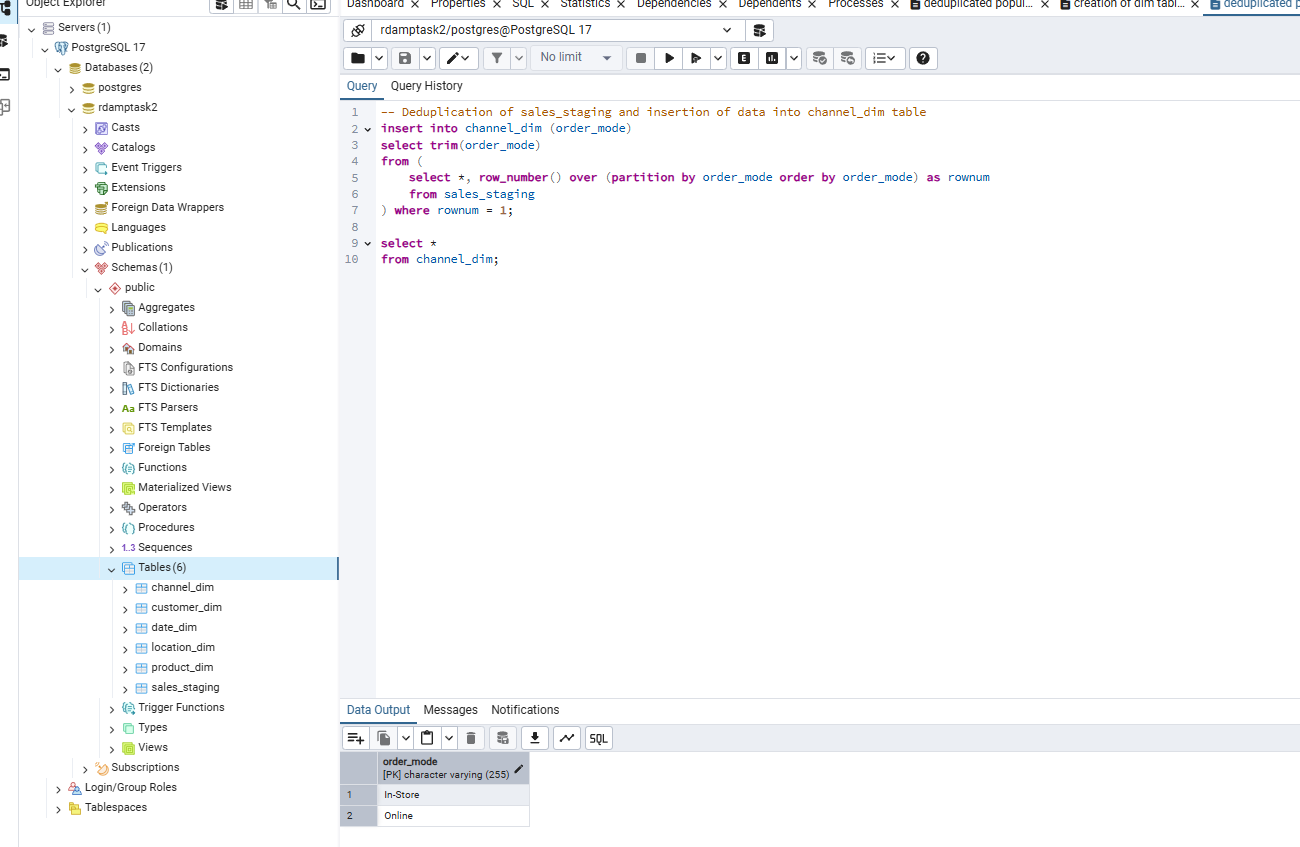 Object Explorer
Servers (1)
PostgreSQL 17
Databases (2)
postgres
rdamptask2
Casts
Catalogs
Event Triggers
Extensions
Foreign Data Wrappers
Languages
Publications
Schemas (1)
public
Aggregates
Collations
Domains
FTS Configurations
FTS Dictionaries
Aa FTS Parsers
FTS Templates
Foreign Tables
Functions
Materialized Views
Operators
Procedures
1..3 Sequences
Tables (6)
channel_dim
customer_dim
date_dim
location_dim
product_dim
sales_staging
Trigger Functions
Types
Views
Subscriptions
Login/Group Roles
Tablespaces
Dashboard Properties SQL Statistics Dependencies Dependents Processes deduplicated popul... creation of dim tabl... deduplicated p
rdamptask2/postgres@PostgreSQL 17
No limit
E
Query Query History
1 -- Deduplication of sales_staging and insertion of data into channel_dim table
2 insert into channel_dim (order_mode)
3 select trim(order_mode)
4 from (
5 select *, row_number() over (partition by order_mode order by order_mode) as rownum
6 from sales_staging
7 ) where rownum = 1;
8
9 select *
10 from channel_dim;
Data Output Messages Notifications
SQL
order_mode
[PK] character varying (255)
1 In-Store
2 Online